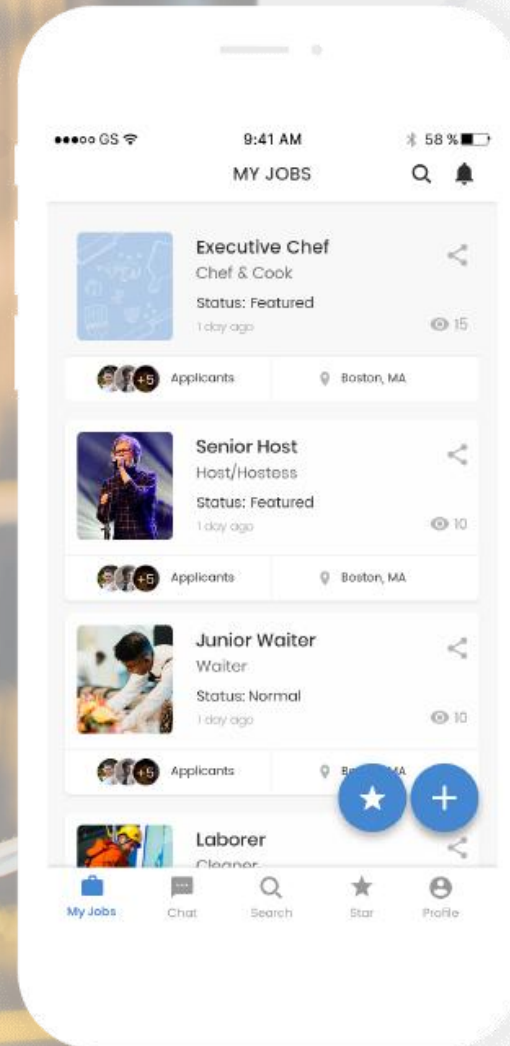 GS 9:41 AM 58 %
MY JOBS
Executive Chef
Chef & Cook
Status: Featured
1 day ago 15
+5 Applicants Boston, MA
Senior Host
Host/Hostess
Status: Featured
1 day ago 10
+5 Applicants Boston, MA
Junior Waiter
Waiter
Status: Normal
1 day ago 10
+5 Applicants
Laborer
Cleaner
My Jobs Chat Search Star Profile